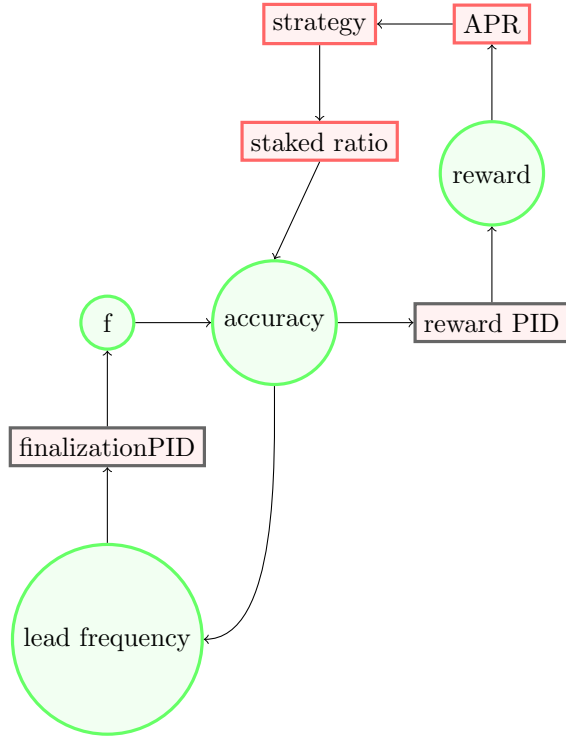 strategy
APR
staked ratio
reward
f
accuracy
reward PID
finalizationPID
lead frequency